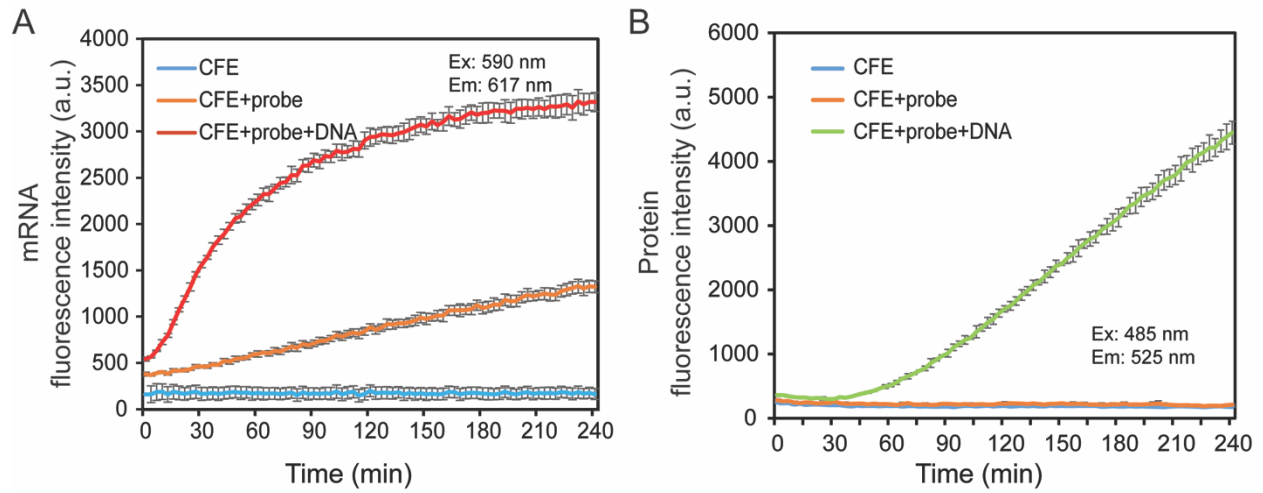 A
mRNA
fluorescence intensity (a.u.)
4000
3500
3000
2500
2000
1500
1000
500
0
CFE
CFE+probe
CFE+probe+DNA
Ex: 590 nm
Em: 617 nm
0 30 60 90 120 150 180 210 240
Time (min)
B
Protein
fluorescence intensity (a.u.)
6000
5000
4000
3000
2000
1000
0
CFE
CFE+probe
CFE+probe+DNA
Ex: 485 nm
Em: 525 nm
0 30 60 90 120 150 180 210 240
Time (min)